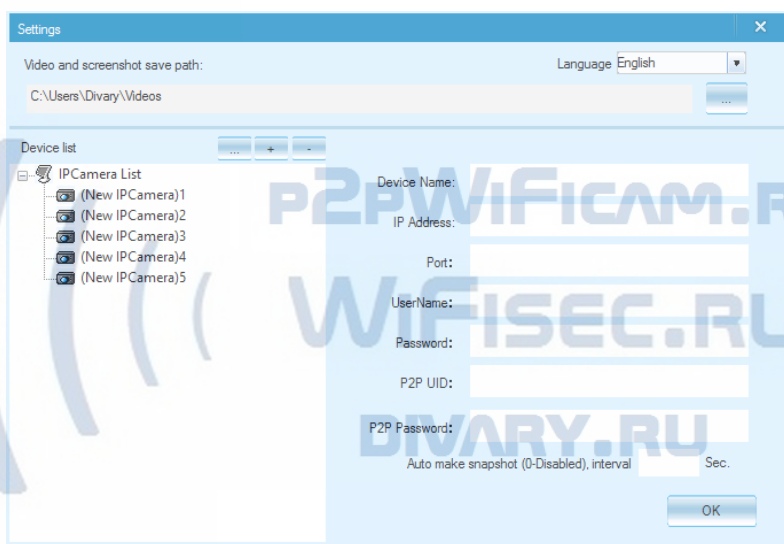 Settings
Video and screenshot save path:
Language English
C:\Users\Divary\Videos
...
Device list
... + -
IPCamera List
(New IPCamera)1
(New IPCamera)2
(New IPCamera)3
(New IPCamera)4
(New IPCamera)5
Device Name:
IP Address:
Port:
UserName:
Password:
P2P UID:
P2P Password:
Auto make snapshot (0-Disabled), interval Sec.
OK
P2PWIFICAM.R
WIFISEC.RU
DIVARY.RU